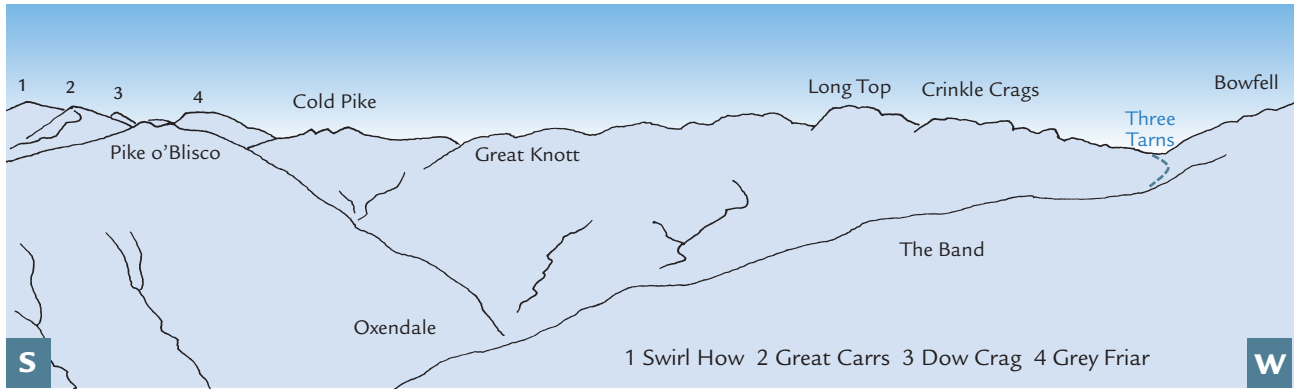 1
2
3
4
Cold Pike
Long Top
Crinkle Crags
Bowfell
Three
Tarns
Pike o’Blisco
Great Knott
The Band
Oxendale
1 Swirl How 2 Great Carrs 3 Dow Crag 4 Grey Friar
S
W